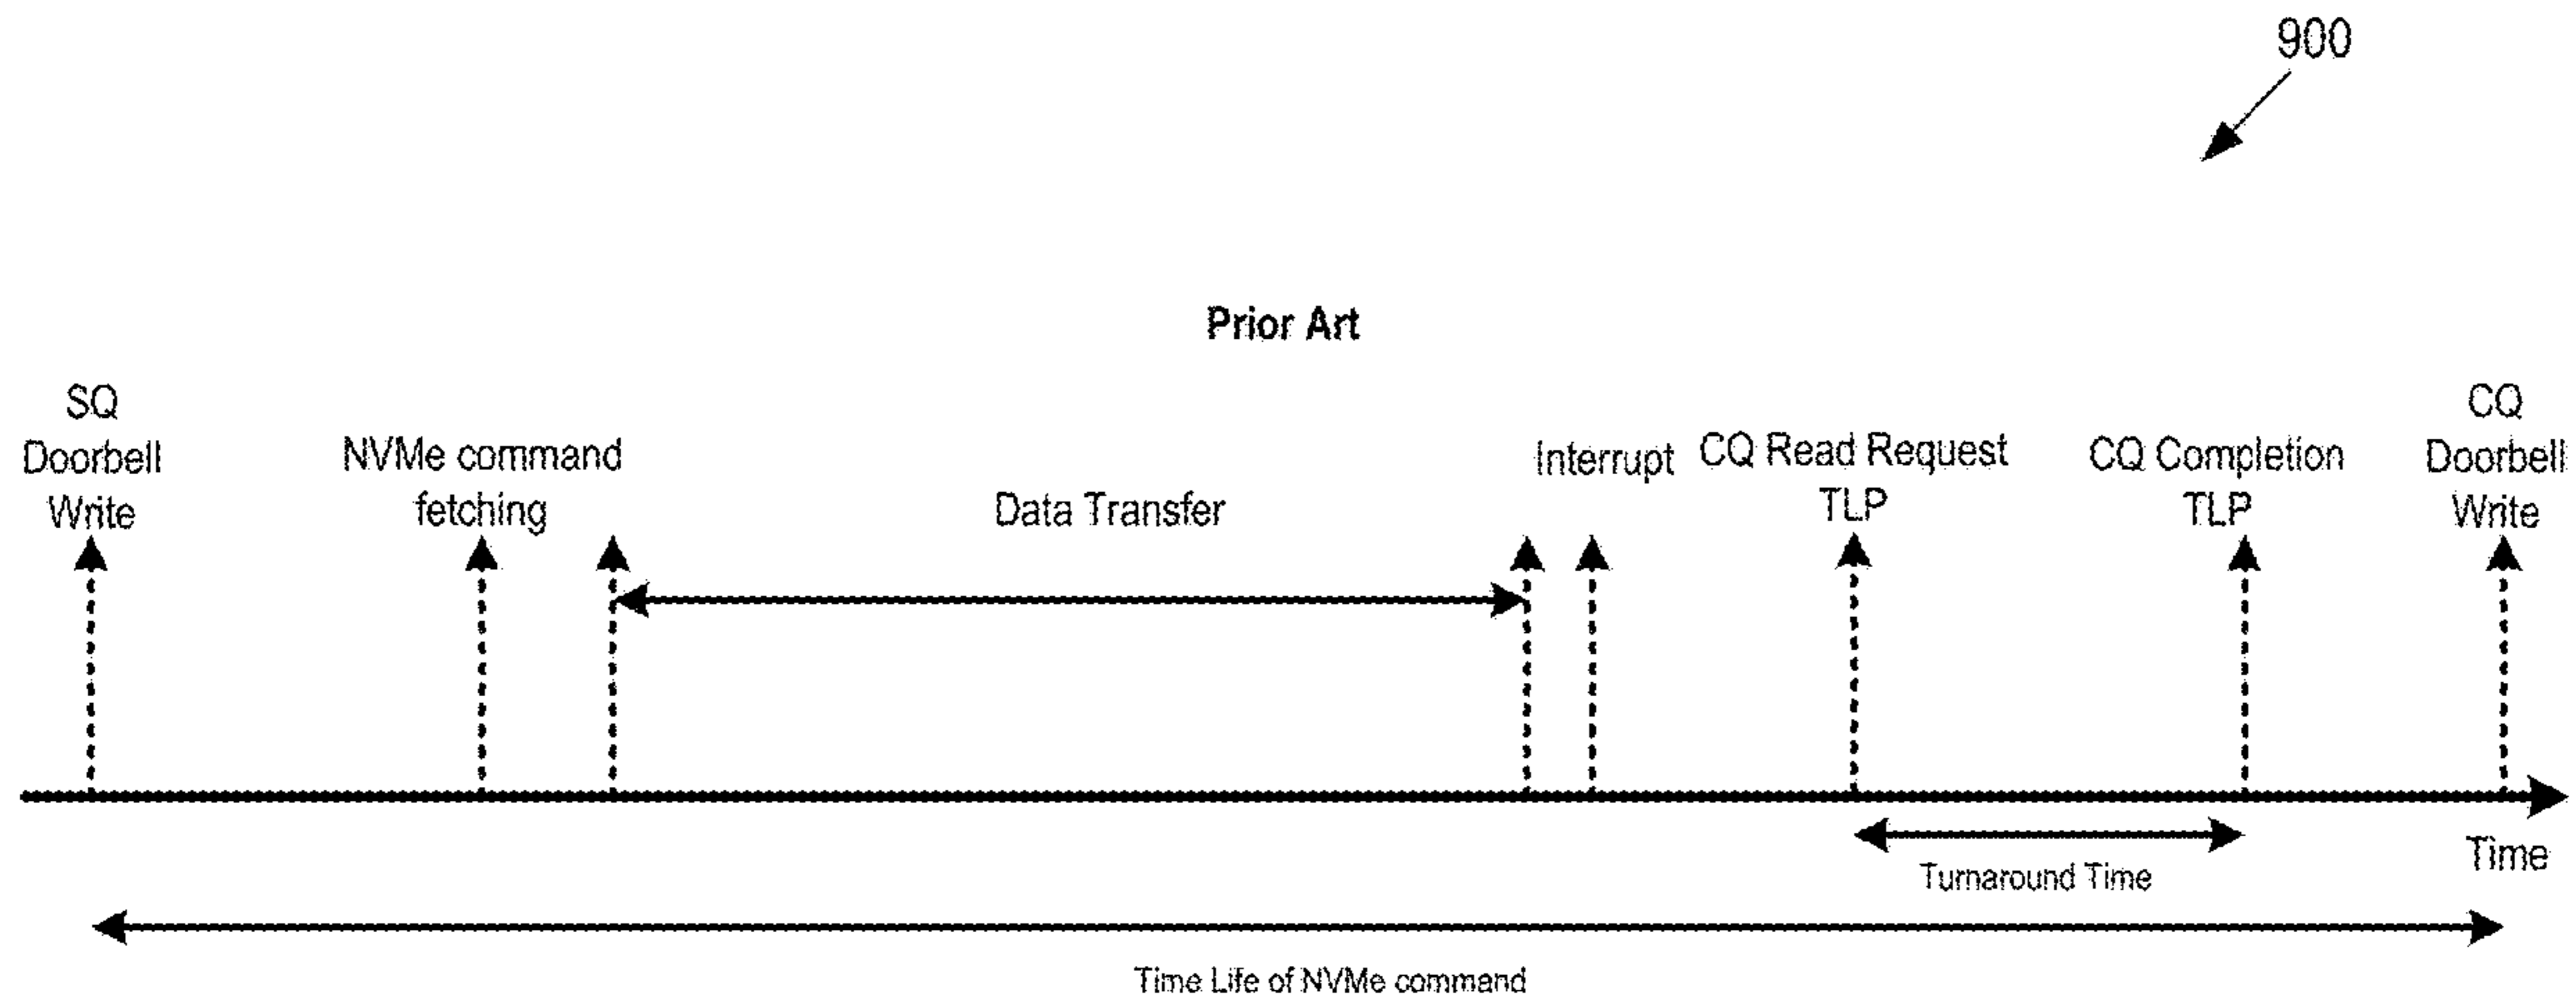 900
Prior Art
SQ
Doorbell
Write
NVMe command
fetching
Data Transfer
Interrupt
CQ Read Request
TLP
CQ Completion
TLP
CQ
Doorbell
Write
Time
Turnaround Time
Time Life of NVMe command